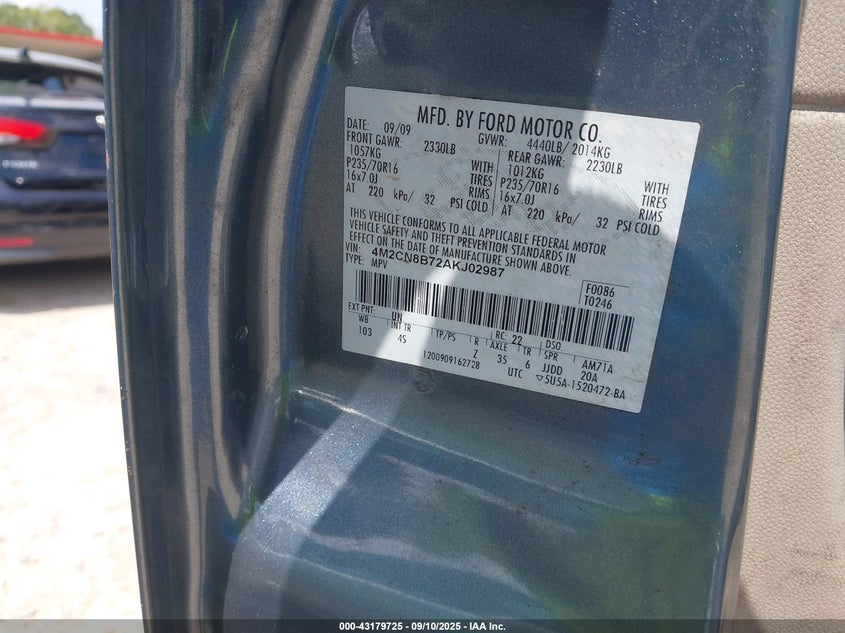 MFD. BY FORD MOTOR CO.
DATE: 09/09 GVWR: 4440LB/ 2014KG
FRONT GAWR: 2330LB REAR GAWR: 2230LB
1057KG WITH 1012KG WITH
P235/70R16 TIRES P235/70R16 TIRES
16x7.0J RIMS 16x7.0J RIMS
AT 220 kPa/ 32 PSI COLD AT 220 kPa/ 32 PSI COLD
THIS VEHICLE CONFORMS TO ALL APPLICABLE FEDERAL MOTOR
VEHICLE SAFETY AND THEFT PREVENTION STANDARDS IN
EFFECT ON THE DATE OF MANUFACTURE SHOWN ABOVE.
VIN: 4M2CN8B72AKJ02987
TYPE: MPV
F0086
T0246
EXT PNT: UN RC: 22 DSO:
WB INT TR TP/PS R AXLE TR SPR AM71A
103 45 Z 35 6 JJDD 20A
1200909162728 UTC ▽5U5A-1520472-BA
000-43179725 - 09/10/2025 - IAA Inc.